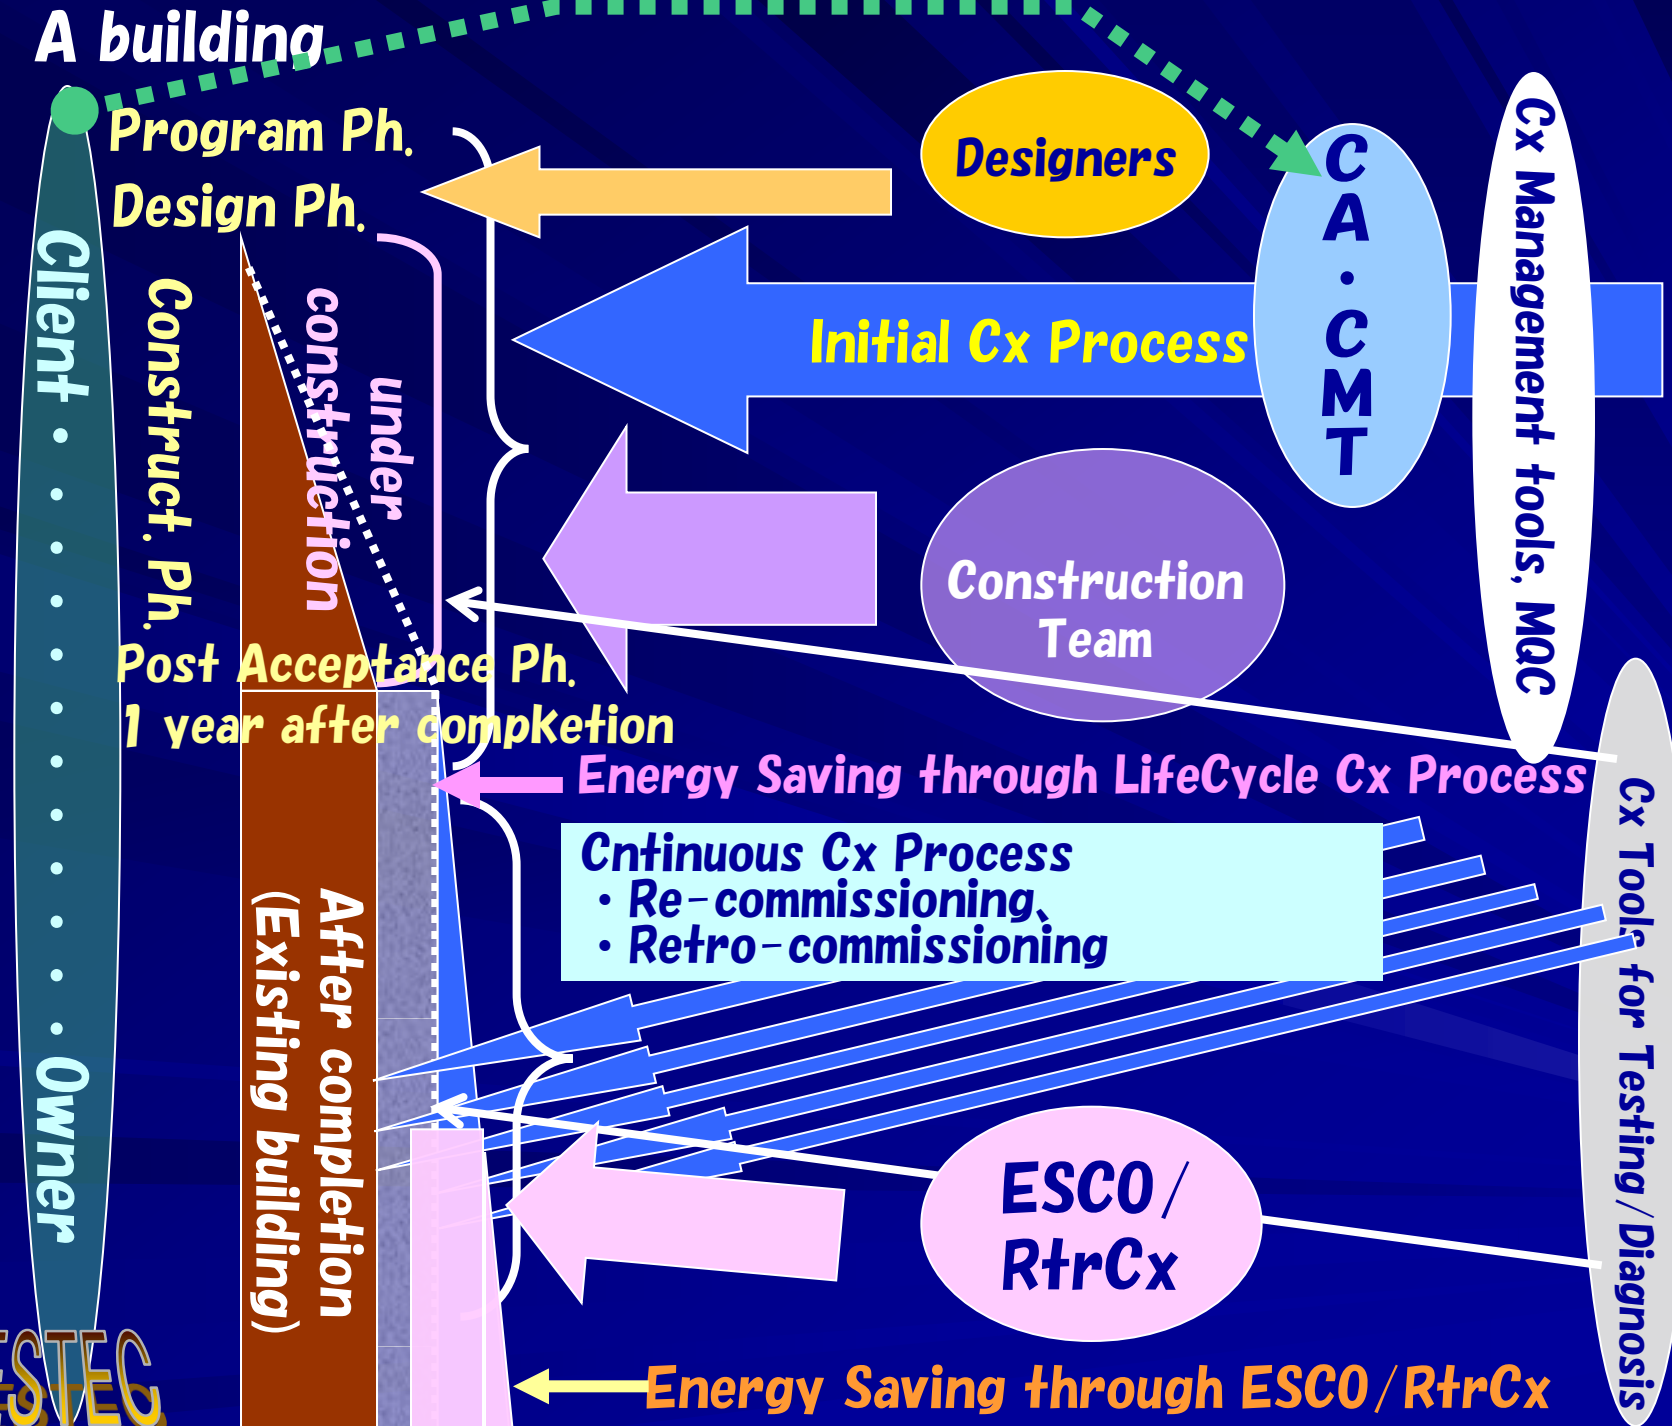 A building
Program Ph.
Design Ph.
Designers
CA・CMT
Cx Management tools, MQC
Client・・・・・・・・・・・・Owner
Construct. Ph.
under
construction
Initial Cx Process
Construction
Team
Post Acceptance Ph.
1 year after compketion
Energy Saving through LifeCycle Cx Process
Cntinuous Cx Process
・Re-commissioning、
・Retro-commissioning
Cx Tools for Testing/Diagnosis
After completion
(Existing building)
ESCO/
RtrCx
Energy Saving through ESCO/RtrCx
ESTEC